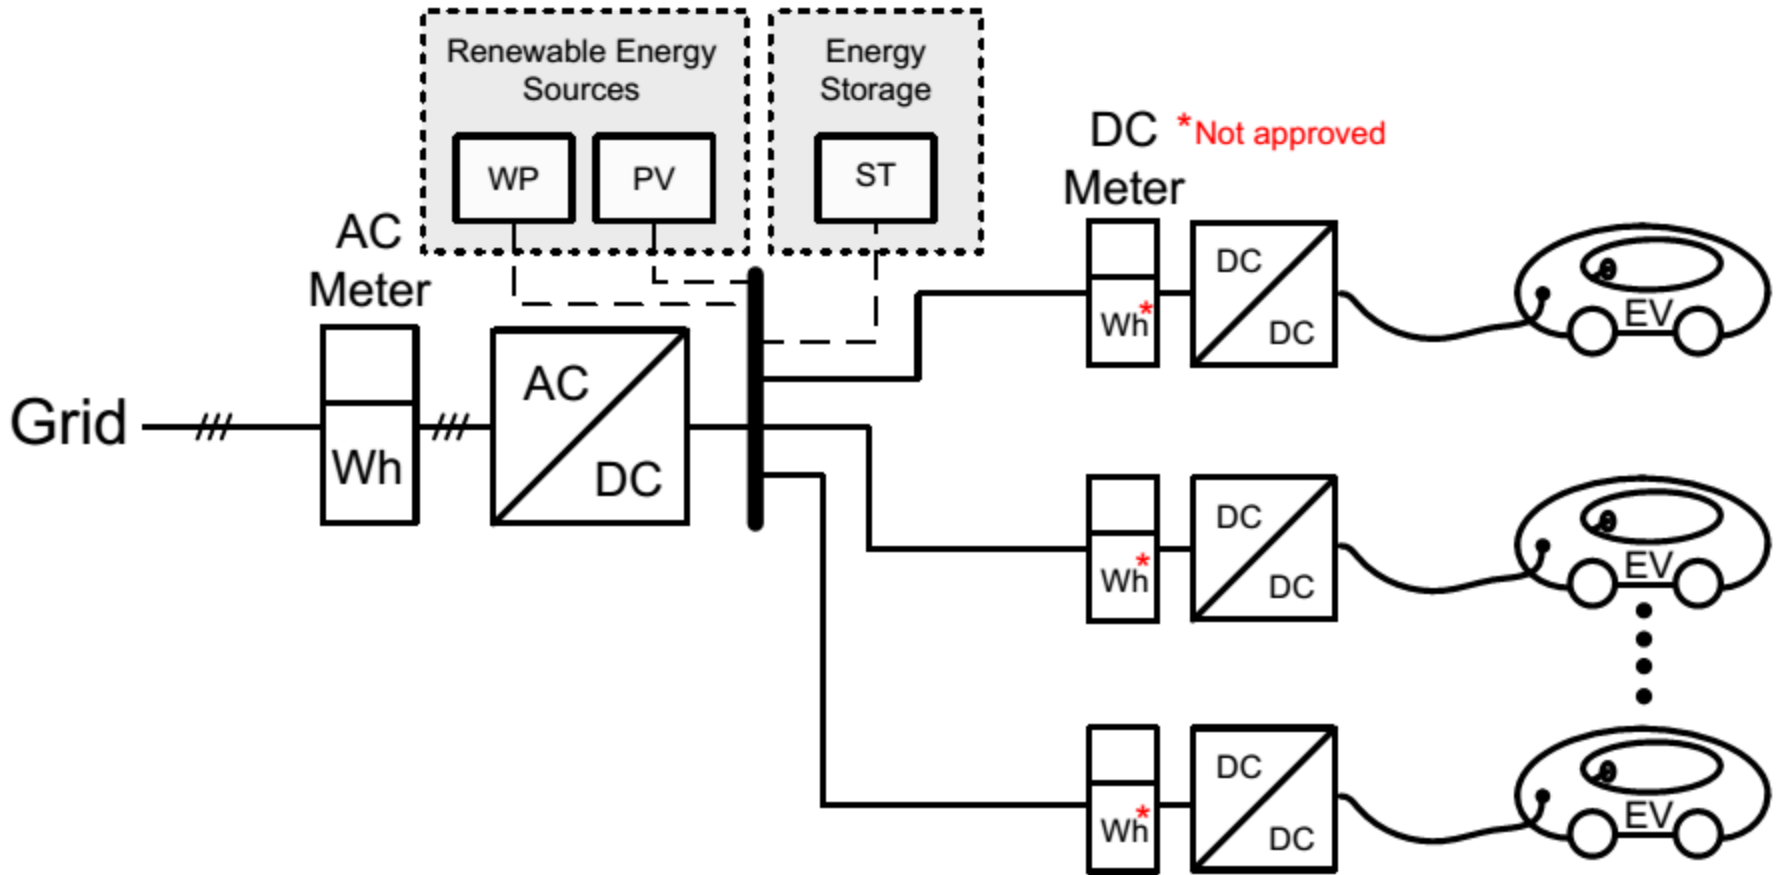 Renewable Energy
Sources
WP
PV
Energy
Storage
ST
DC
Meter
*Not approved
AC
Meter
Grid
Wh
AC
DC
Wh*
DC
DC
EV
Wh*
DC
DC
EV
Wh*
DC
DC
EV